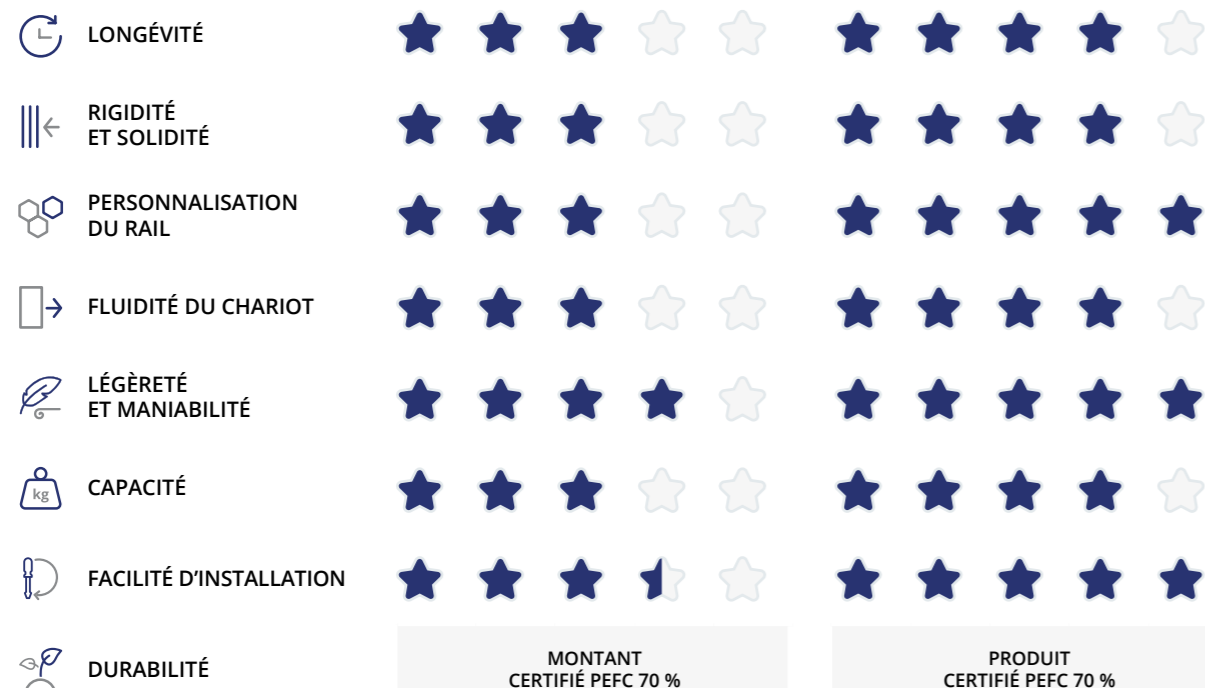 LONGÉVITÉ
RIGIDITÉ
ET SOLIDITÉ
PERSONNALISATION
DU RAIL
FLUIDITÉ DU CHARIOT
LÉGÈRETÉ
ET MANIABILITÉ
kg
CAPACITÉ
FACILITÉ D'INSTALLATION
DURABILITÉ
MONTANT
CERTIFIÉ PEFC 70 %
PRODUIT
CERTIFIÉ PEFC 70 %